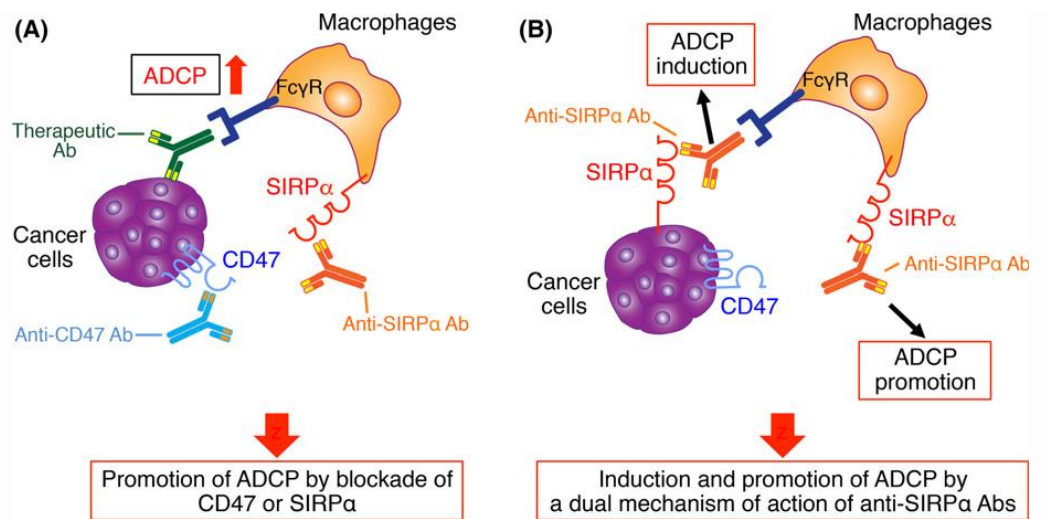 (A)
Macrophages
ADCP
FcγR
Therapeutic
Ab
SIRPα
Cancer
cells
CD47
Anti-CD47 Ab
Anti-SIRPα Ab
z
Promotion of ADCP by blockade of
CD47 or SIRPα
(B)
Macrophages
ADCP
induction
FcγR
Anti-SIRPα Ab
SIRPα
SIRPα
Cancer
cells
CD47
Anti-SIRPα Ab
ADCP
promotion
z
Induction and promotion of ADCP by
a dual mechanism of action of anti-SIRPα Abs